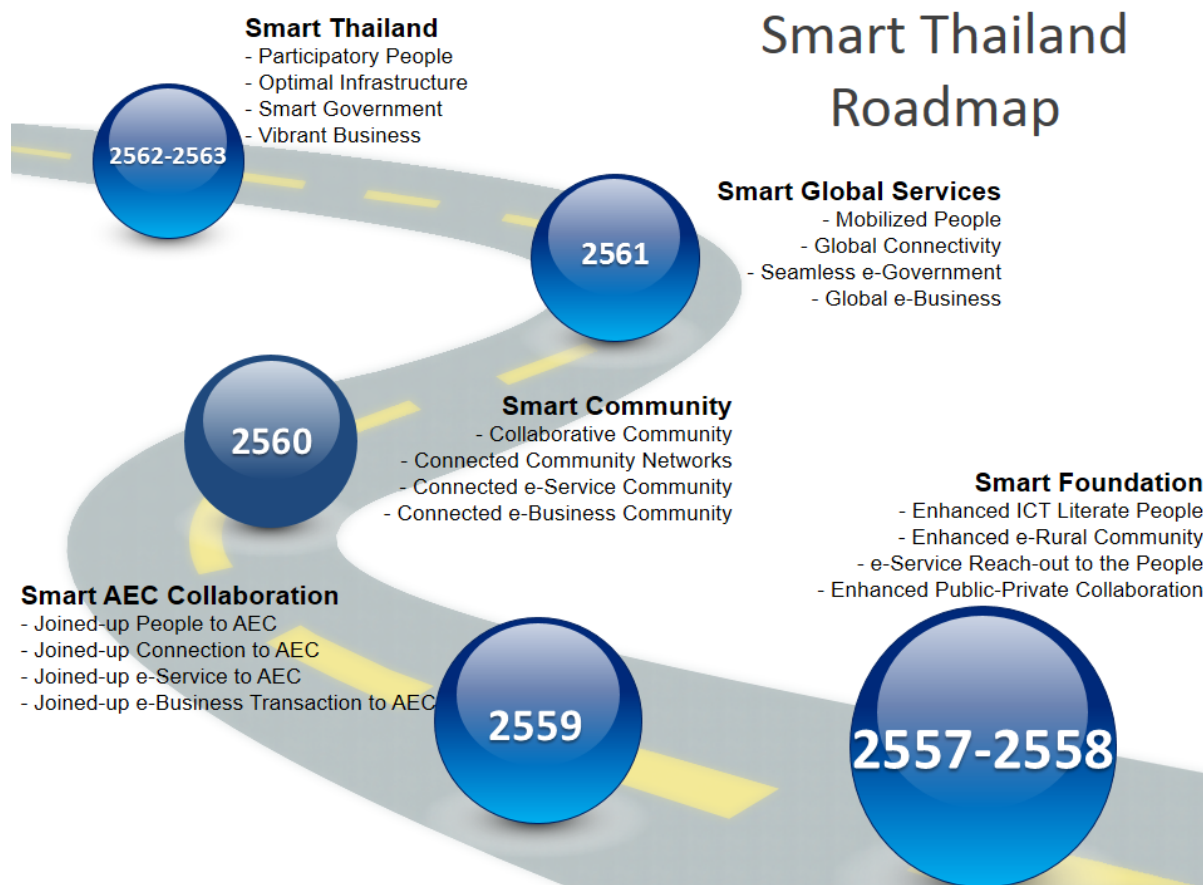 Smart Thailand
Roadmap
Smart Thailand
- Participatory People
- Optimal Infrastructure
- Smart Government
- Vibrant Business
2562-2563
Smart Global Services
- Mobilized People
- Global Connectivity
- Seamless e-Government
- Global e-Business
2561
Smart Community
- Collaborative Community
- Connected Community Networks
- Connected e-Service Community
- Connected e-Business Community
2560
Smart AEC Collaboration
- Joined-up People to AEC
- Joined-up Connection to AEC
- Joined-up e-Service to AEC
- Joined-up e-Business Transaction to AEC
2559
Smart Foundation
- Enhanced ICT Literate People
- Enhanced e-Rural Community
- e-Service Reach-out to the People
- Enhanced Public-Private Collaboration
2557-2558